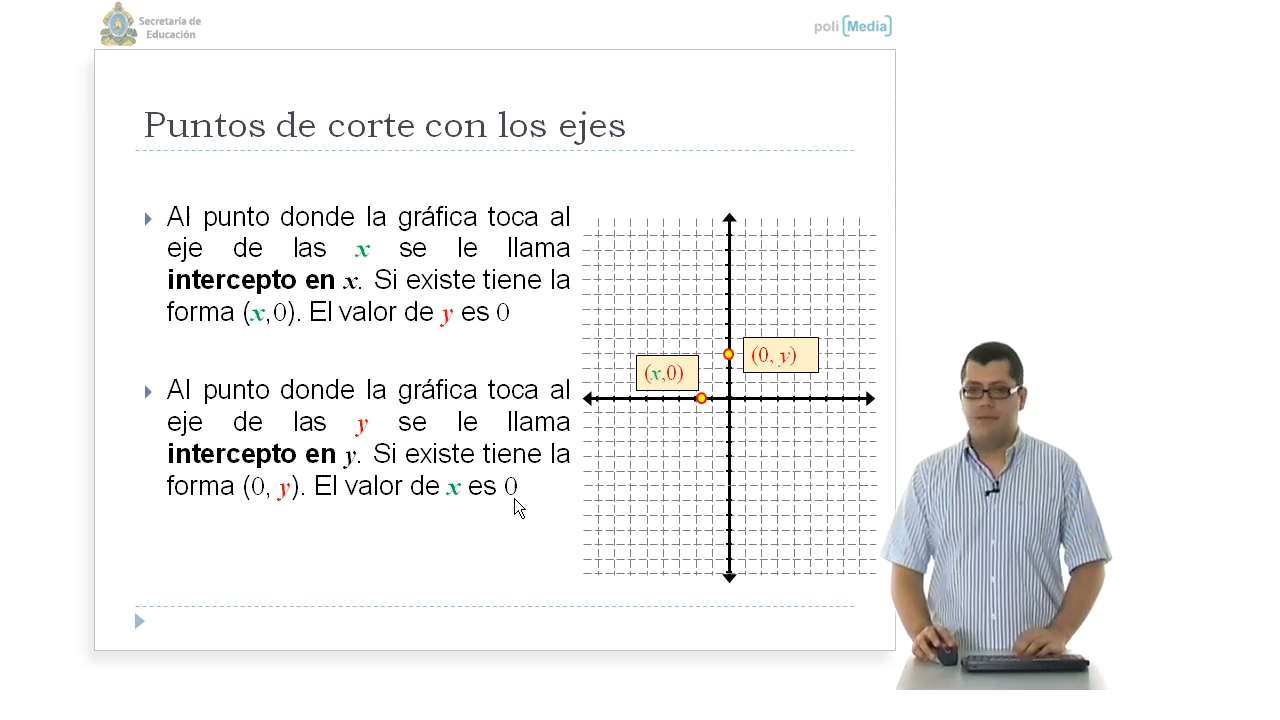 Secretaría de
Educación
poli [Media]
Puntos de corte con los ejes
Al punto donde la gráfica toca al
eje de las x se le llama
intercepto en x. Si existe tiene la
forma (x,0). El valor de y es 0
Al punto donde la gráfica toca al
eje de las y se le llama
intercepto en y. Si existe tiene la
forma (0, y). El valor de x es 0
(0, y)
(x,0)